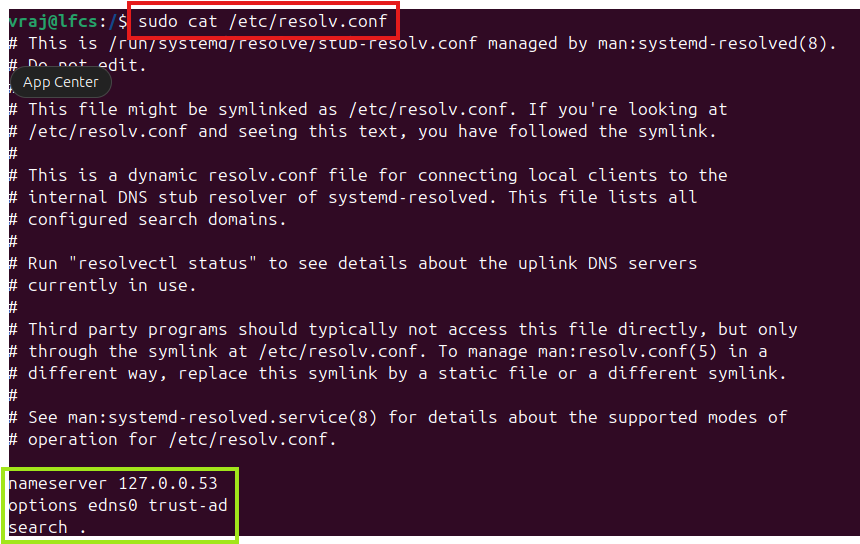 vraj@lfcs:/$ sudo cat /etc/resolv.conf
# This is /run/systemd/resolve/stub-resolv.conf managed by man:systemd-resolved(8).
# Do not edit.
App Center
#
# This file might be symlinked as /etc/resolv.conf. If you're looking at
# /etc/resolv.conf and seeing this text, you have followed the symlink.
#
# This is a dynamic resolv.conf file for connecting local clients to the
# internal DNS stub resolver of systemd-resolved. This file lists all
# configured search domains.
#
# Run "resolvectl status" to see details about the uplink DNS servers
# currently in use.
#
# Third party programs should typically not access this file directly, but only
# through the symlink at /etc/resolv.conf. To manage man:resolv.conf(5) in a
# different way, replace this symlink by a static file or a different symlink.
#
# See man:systemd-resolved.service(8) for details about the supported modes of
# operation for /etc/resolv.conf.
nameserver 127.0.0.53
options edns0 trust-ad
search .